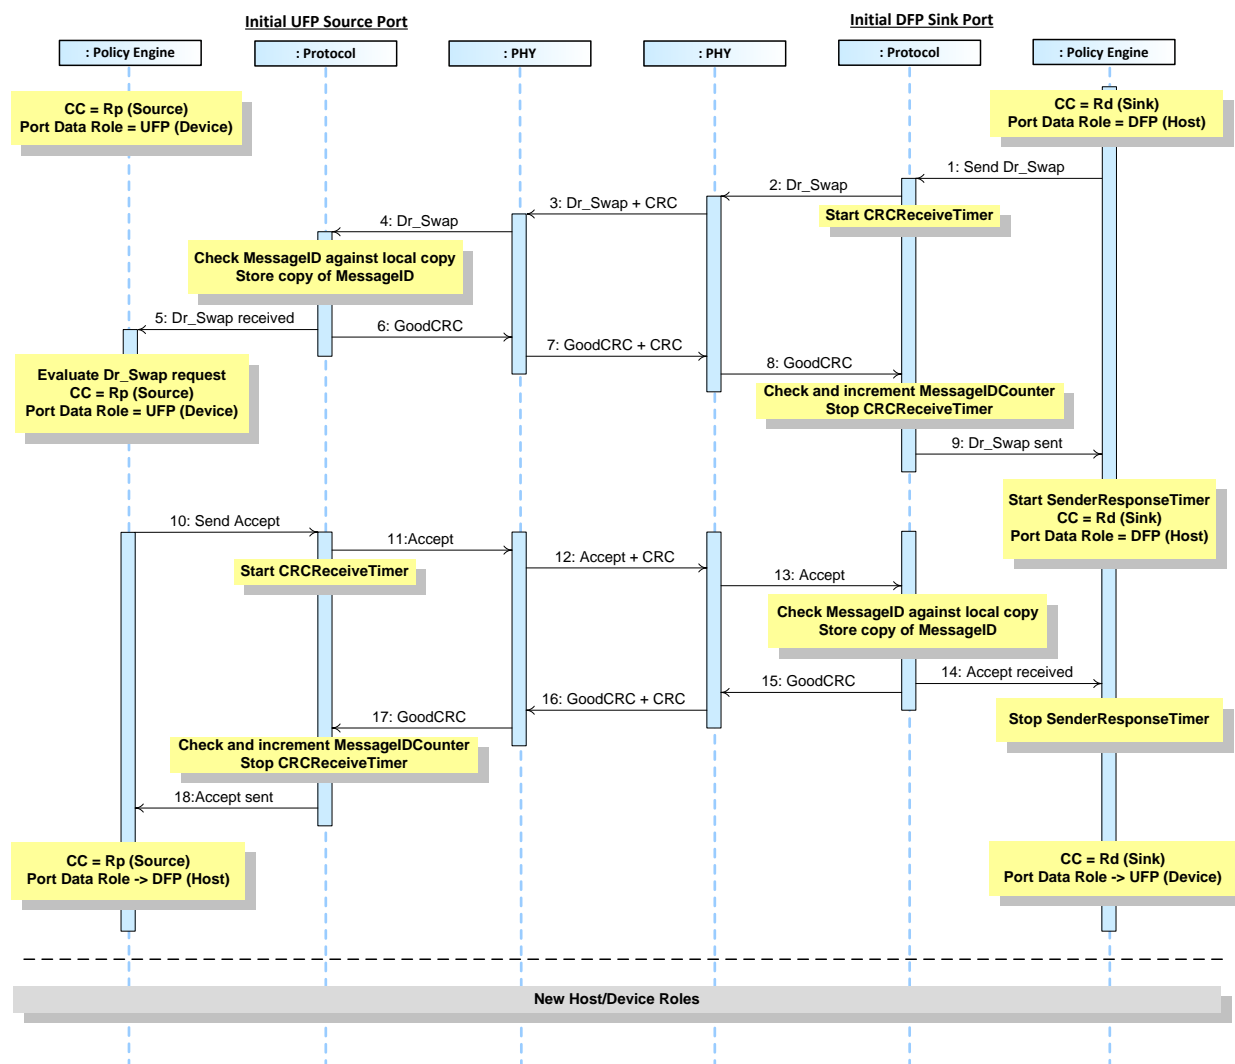 Initial UFP Source Port
Initial DFP Sink Port
: Policy Engine
: Protocol
: PHY
: PHY
: Protocol
: Policy Engine
CC = Rp (Source)
Port Data Role = UFP (Device)
CC = Rd (Sink)
Port Data Role = DFP (Host)
1: Send Dr_Swap
2: Dr_Swap
Start CRCReceiveTimer
3: Dr_Swap + CRC
4: Dr_Swap
Check MessageID against local copy
Store copy of MessageID
5: Dr_Swap received
6: GoodCRC
7: GoodCRC + CRC
8: GoodCRC
Evaluate Dr_Swap request
CC = Rp (Source)
Port Data Role = UFP (Device)
Check and increment MessageIDCounter
Stop CRCReceiveTimer
9: Dr_Swap sent
Start SenderResponseTimer
CC = Rd (Sink)
Port Data Role = DFP (Host)
10: Send Accept
11:Accept
Start CRCReceiveTimer
12: Accept + CRC
13: Accept
Check MessageID against local copy
Store copy of MessageID
14: Accept received
15: GoodCRC
16: GoodCRC + CRC
17: GoodCRC
Stop SenderResponseTimer
Check and increment MessageIDCounter
Stop CRCReceiveTimer
18:Accept sent
CC = Rp (Source)
Port Data Role -> DFP (Host)
CC = Rd (Sink)
Port Data Role -> UFP (Device)
New Host/Device Roles